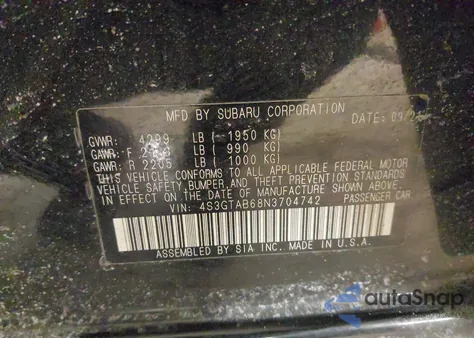 MFD BY SUBARU CORPORATION
DATE:
GVWR: 4299 LB ( 1950 KG)
GAWR: F LB ( 990 KG)
GAWR: R 2205 LB ( 1000 KG)
THIS VEHICLE CONFORMS TO ALL APPLICABLE FEDERAL MOTOR
VEHICLE SAFETY, BUMPER, AND THEFT PREVENTION STANDARDS
IN EFFECT ON THE DATE OF MANUFACTURE SHOWN ABOVE.
VIN: 4S3GTAB68N3704742 PASSENGER CAR
ASSEMBLED BY SIA INC. MADE IN U.S.A.
autoSnap